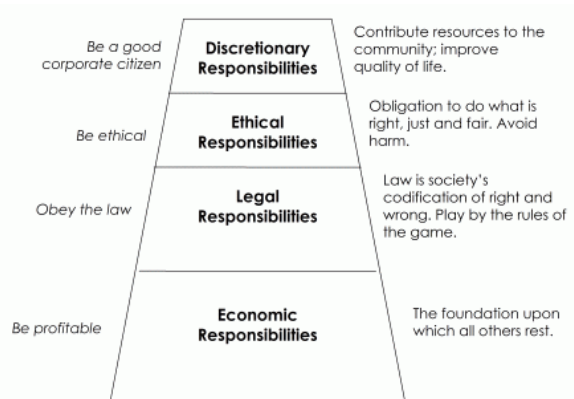 Be a good
corporate citizen
Discretionary
Responsibilities
Contribute resources to the
community; improve
quality of life.
Be ethical
Ethical
Responsibilities
Obligation to do what is
right, just and fair. Avoid
harm.
Obey the law
Legal
Responsibilities
Law is society's
codification of right and
wrong. Play by the rules of
the game.
Be profitable
Economic
Responsibilities
The foundation upon
which all others rest.